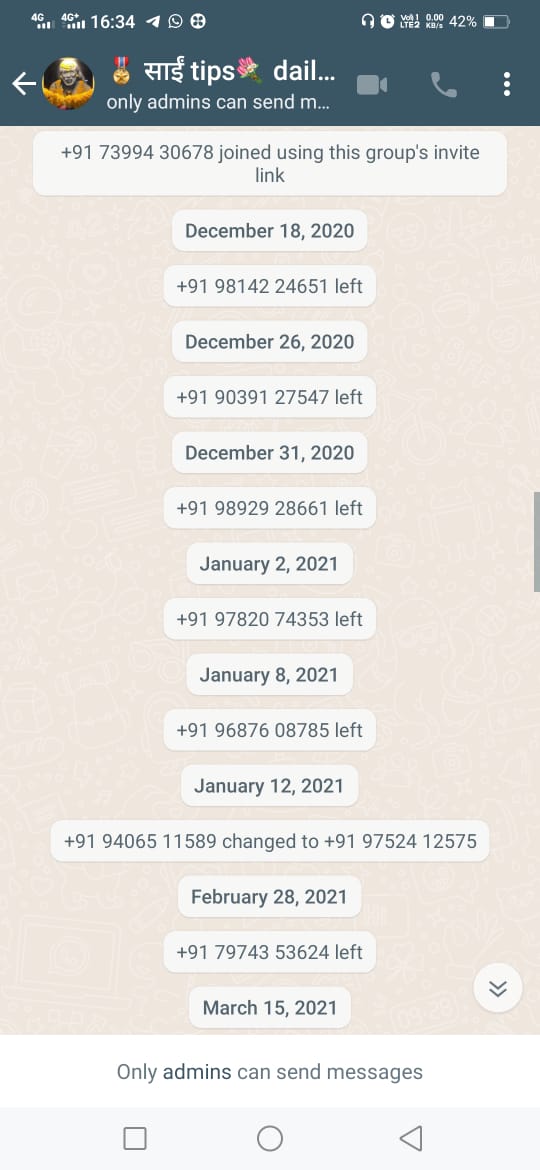 4G 4G+ 16:34 Vo)) 1 LTE2 0.00 KB/s 42%
साईं tips dail...
only admins can send m...
+91 73994 30678 joined using this group's invite
link
December 18, 2020
+91 98142 24651 left
December 26, 2020
+91 90391 27547 left
December 31, 2020
+91 98929 28661 left
January 2, 2021
+91 97820 74353 left
January 8, 2021
+91 96876 08785 left
January 12, 2021
+91 94065 11589 changed to +91 97524 12575
February 28, 2021
+91 79743 53624 left
March 15, 2021
Only admins can send messages